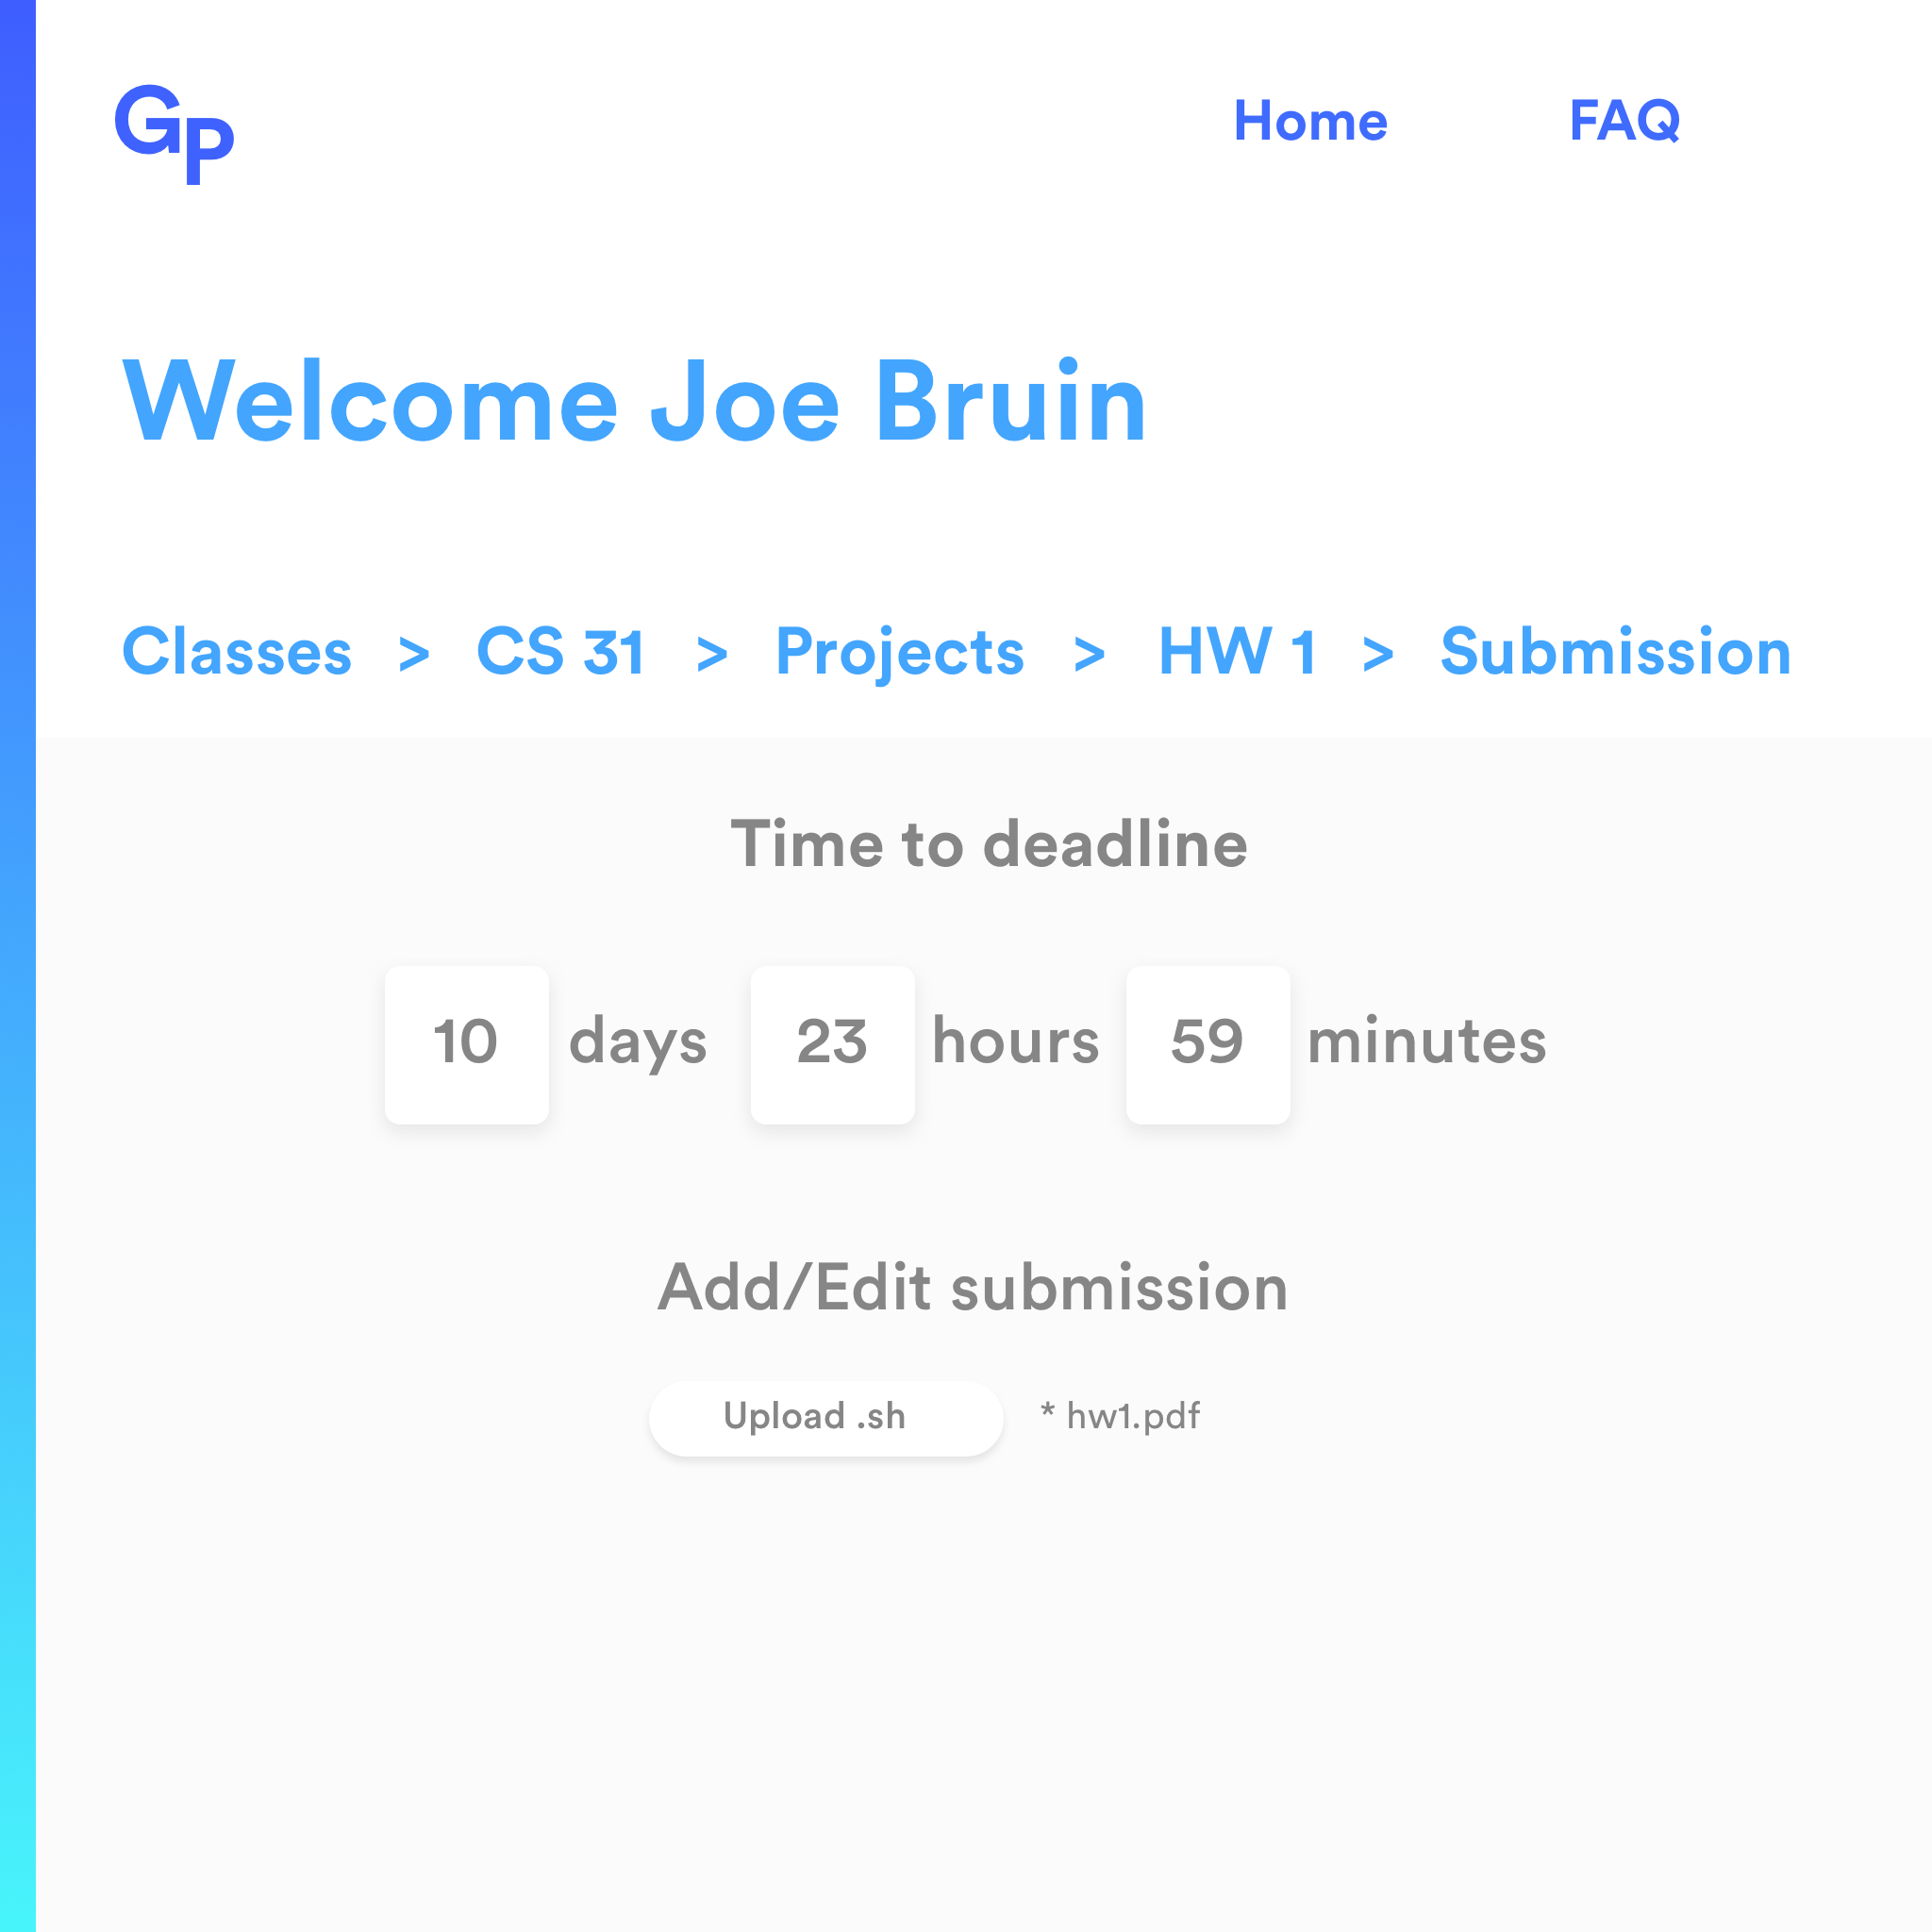 GP
Home FAQ
Welcome Joe Bruin
Classes > CS 31 > Projects > HW 1 > Submission
Time to deadline
10 days 23 hours 59 minutes
Add/Edit submission
Upload .sh * hw1.pdf